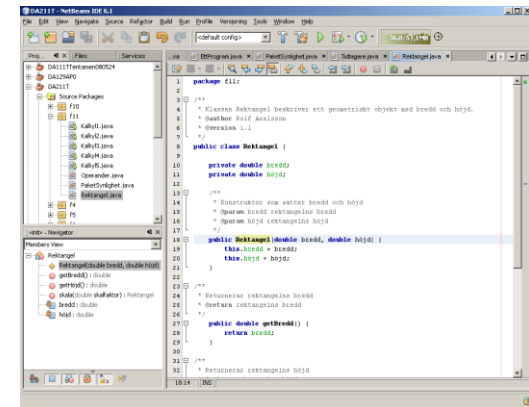 DA211T - NetBeans IDE 6.1
File Edit View Navigate Source Refactor Build Run Profile Versioning Tools Window Help
<default config>
Proj... Files Services
DA111TTentamen080524
DA129AP0
DA211T
Source Packages
f10
f11
Kalkyl1.java
Kalkyl2.java
Kalkyl3.java
Kalkyl4.java
Kalkyl5.java
Operander.java
PaketSynlighet.java
Rektangel.java
f4
f5
<init> - Navigator
Members View
Rektangel
Rektangel(double bredd, double höjd)
getBredd() : double
getHöjd() : double
skala(double skalfaktor) : Rektangel
bredd : double
höjd : double
...va EttProgram.java PaketSynlighet.java Tidtagare.java Rektangel.java
1 package f11;
2
3 /**
4 * Klassen Rektangel beskriver ett geometriskt objekt med bredd och höjd.
5 * @author Rolf Axelsson
6 * @version 1.1
7 */
8 public class Rektangel {
9
10 private double bredd;
11 private double höjd;
12
13 /**
14 * Konstruktor som sätter bredd och höjd
15 * @param bredd rektangelns bredd
16 * @param höjd rektangelns höjd
17 */
18 public Rektangel(double bredd, double höjd) {
19 this.bredd = bredd;
20 this.höjd = höjd;
21 }
22
23 /**
24 * Returnerar rektangelns bredd
25 * @return rektangelns bredd
26 */
27 public double getBredd() {
28 return bredd;
29 }
30
31 /**
32 * Returnerar rektangelns höjd
18:14 INS